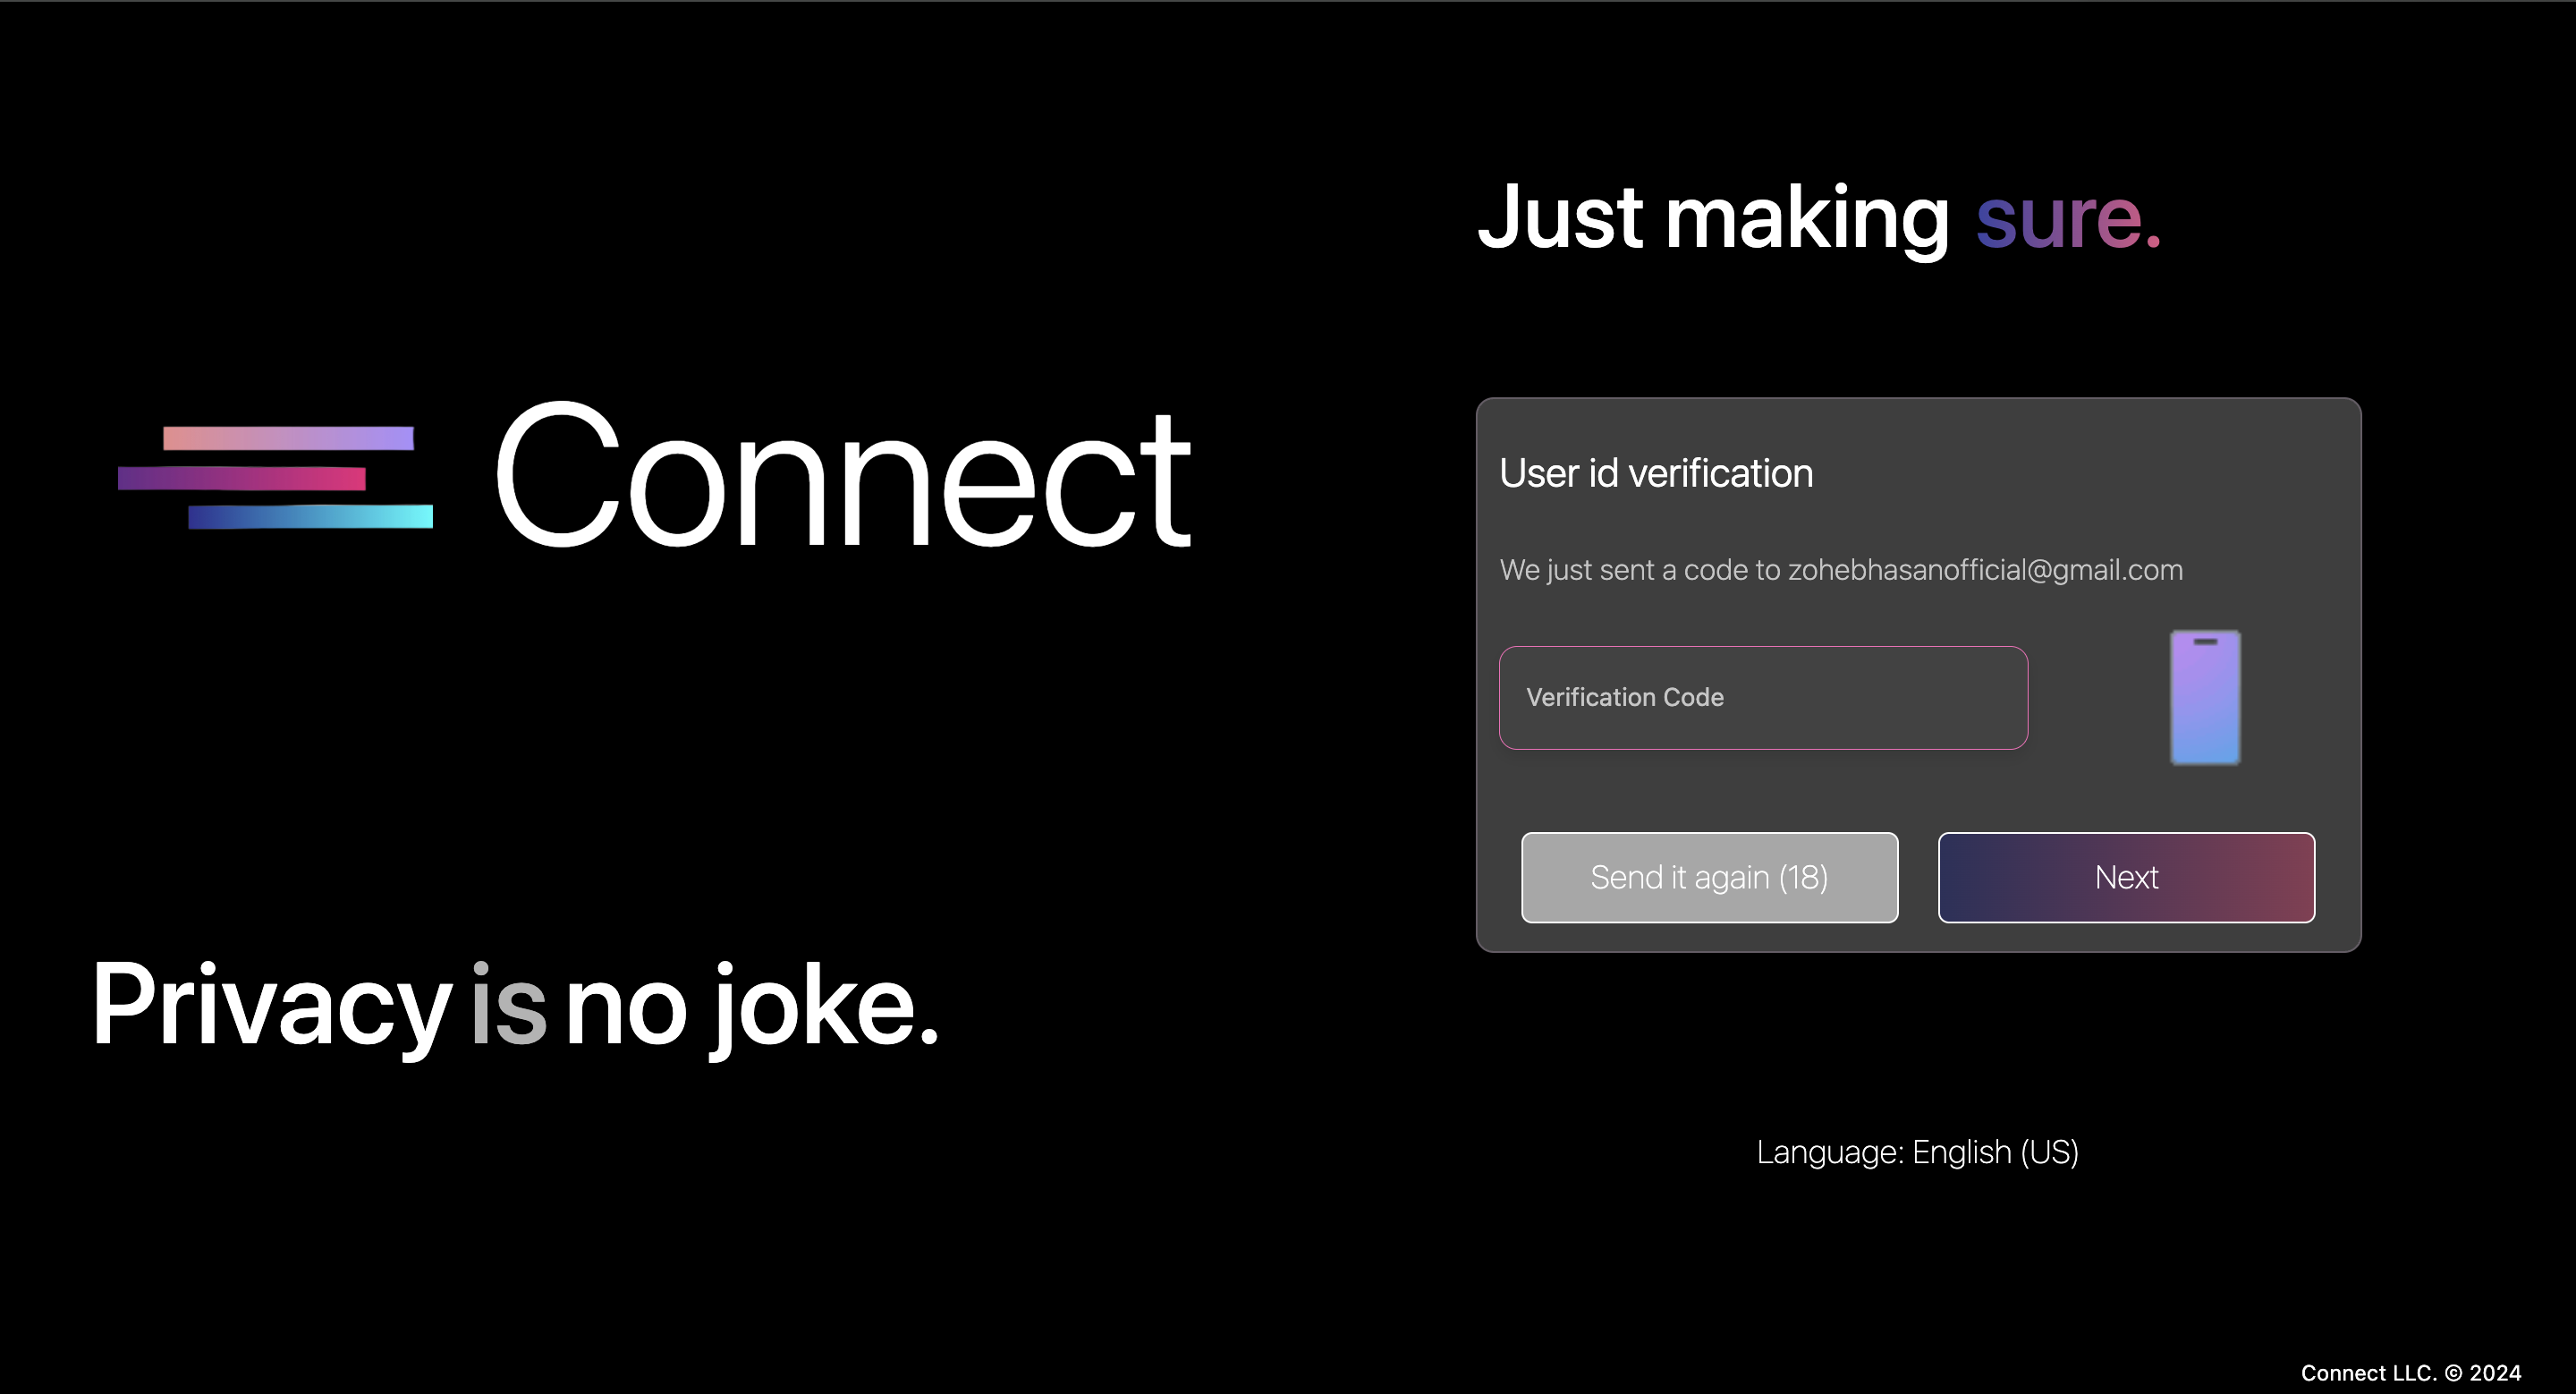 Connect
Privacy is no joke.
Just making sure.
User id verification
We just sent a code to zohebhasanofficial@gmail.com
Verification Code
Send it again (18)
Next
Language: English (US)
Connect LLC. © 2024